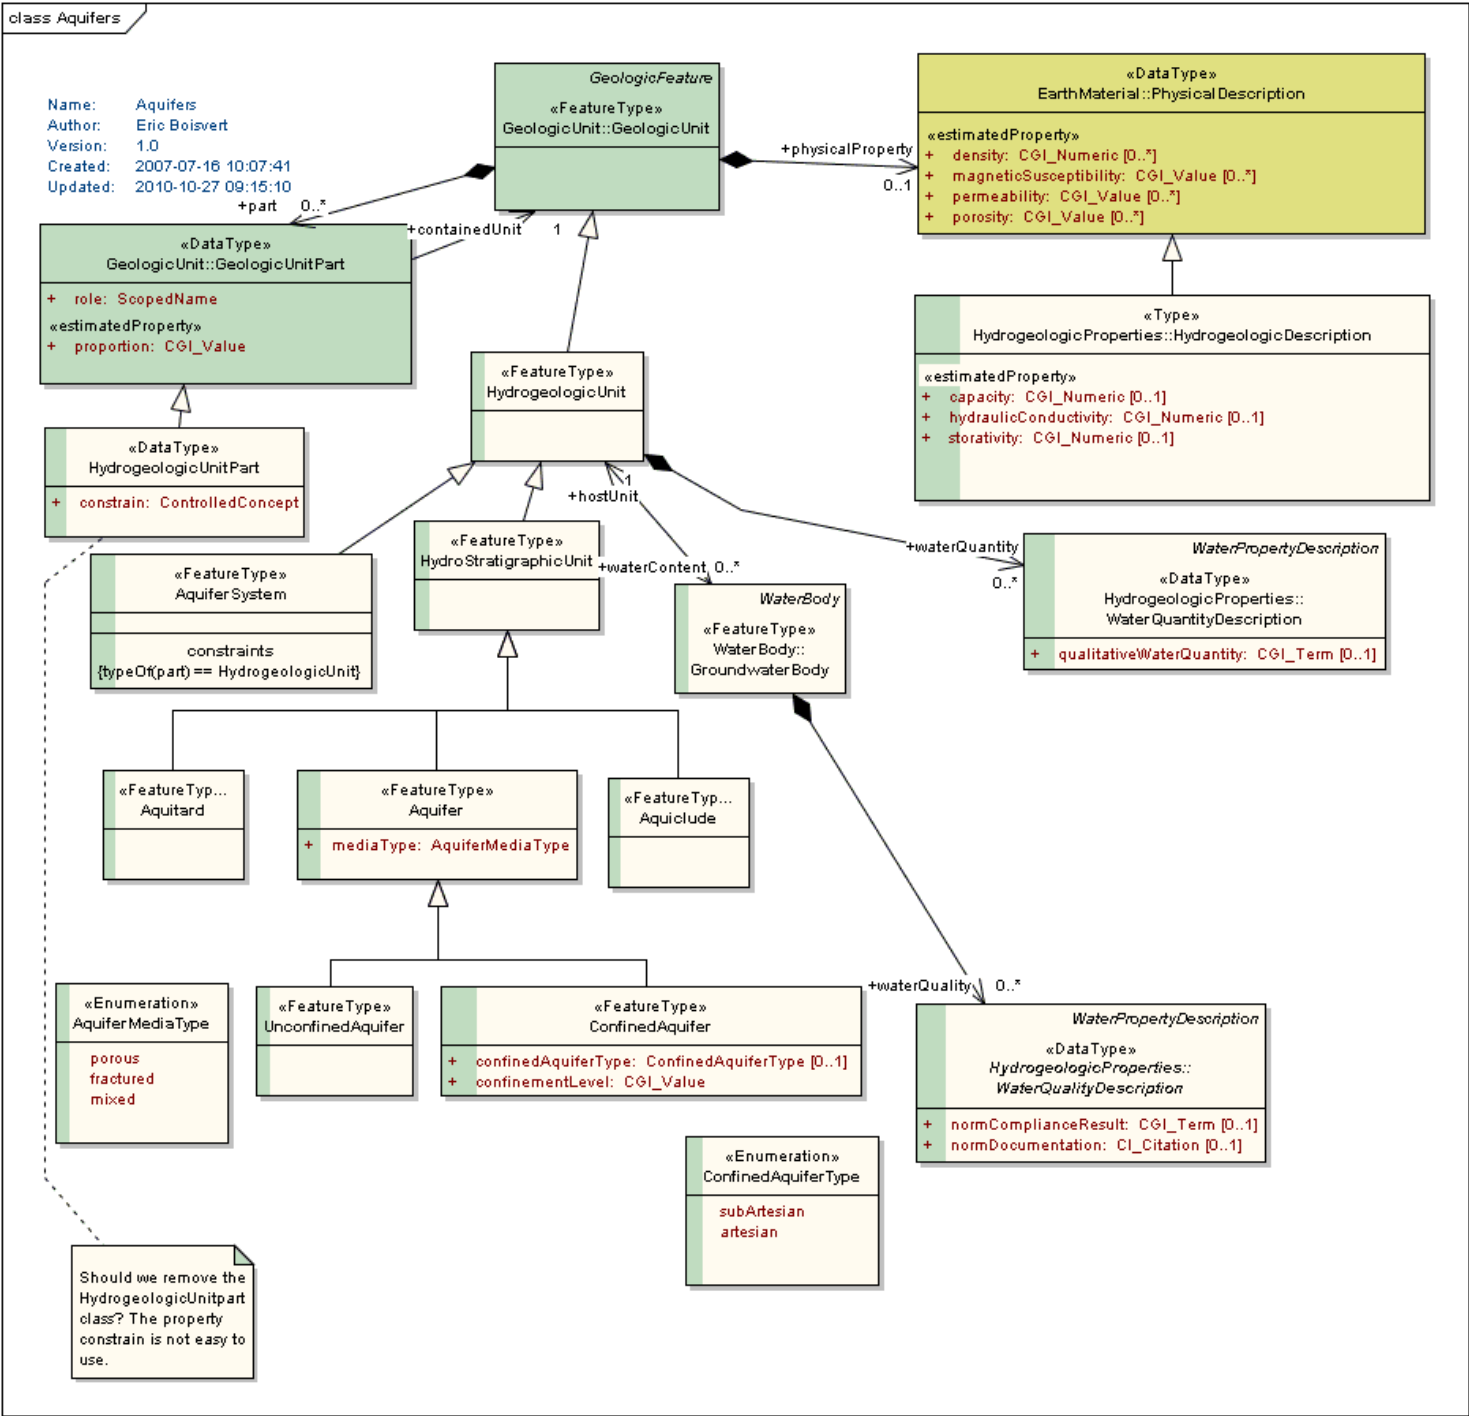 class Aquifers
Name: Aquifers
Author: Eric Boisvert
Version: 1.0
Created: 2007-07-16 10:07:41
Updated: 2010-10-27 09:15:10
GeologicFeature
«FeatureType»
GeologicUnit::GeologicUnit
+physicalProperty
0..1
«DataType»
EarthMaterial::PhysicalDescription
«estimatedProperty»
+ density: CGI_Numeric [0..*]
+ magneticSusceptibility: CGI_Value [0..*]
+ permeability: CGI_Value [0..*]
+ porosity: CGI_Value [0..*]
+part 0..*
+containedUnit 1
«DataType»
GeologicUnit::GeologicUnitPart
+ role: ScopedName
«estimatedProperty»
+ proportion: CGI_Value
«Type»
HydrogeologicProperties::HydrogeologicDescription
«estimatedProperty»
+ capacity: CGI_Numeric [0..1]
+ hydraulicConductivity: CGI_Numeric [0..1]
+ storativity: CGI_Numeric [0..1]
«FeatureType»
HydrogeologicUnit
«DataType»
HydrogeologicUnitPart
+ constrain: ControlledConcept
1
+hostUnit
«FeatureType»
HydroStratigraphicUnit
+waterContent 0..*
+waterQuantity
0..*
WaterPropertyDescription
«DataType»
HydrogeologicProperties::
WaterQuantityDescription
+ qualitativeWaterQuantity: CGI_Term [0..1]
«FeatureType»
AquiferSystem
constraints
{typeOf(part) == HydrogeologicUnit}
WaterBody
«FeatureType»
WaterBody::
GroundwaterBody
«FeatureTyp...
Aquitard
«FeatureType»
Aquifer
+ mediaType: AquiferMediaType
«FeatureTyp...
Aquiclude
«Enumeration»
AquiferMediaType
porous
fractured
mixed
«FeatureType»
UnconfinedAquifer
«FeatureType»
ConfinedAquifer
+ confinedAquiferType: ConfinedAquiferType [0..1]
+ confinementLevel: CGI_Value
+waterQuality 0..*
WaterPropertyDescription
«DataType»
HydrogeologicProperties::
WaterQualityDescription
+ normComplianceResult: CGI_Term [0..1]
+ normDocumentation: CI_Citation [0..1]
«Enumeration»
ConfinedAquiferType
subArtesian
artesian
Should we remove the
HydrogeologicUnitpart
class? The property
constrain is not easy to
use.